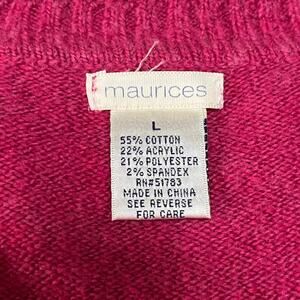 maurices
L
55% COTTON
22% ACRYLIC
21% POLYESTER
2% SPANDEX
RN#51783
MADE IN CHINA
SEE REVERSE
FOR CARE